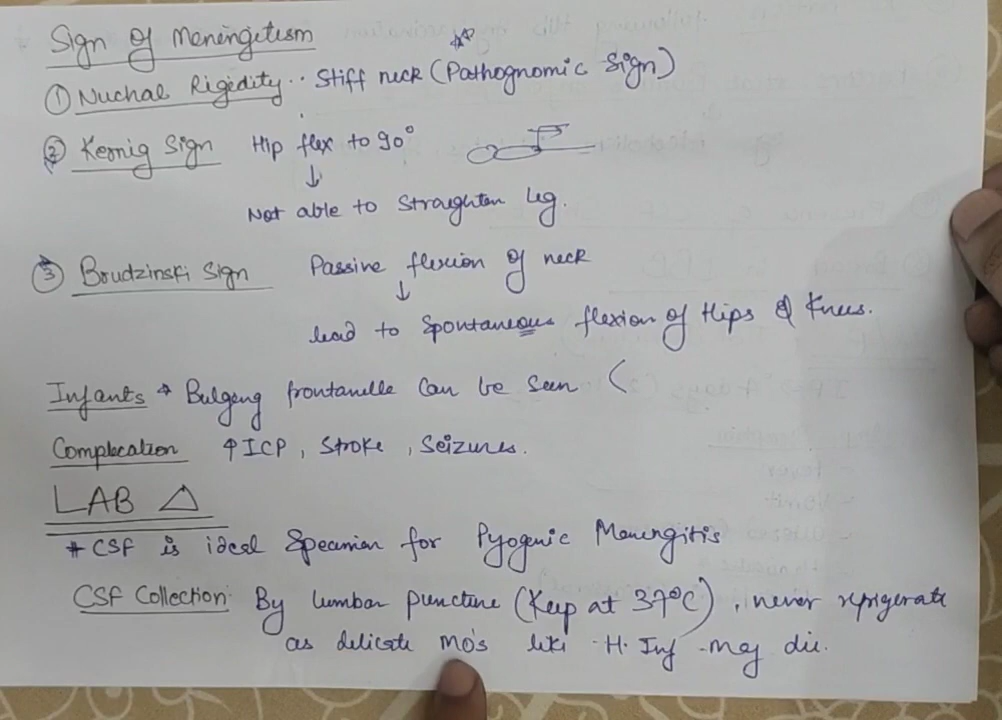 Sign Of Meningitism
① Nuchal Rigidity.. Stiff neck (Pathognomic Sign)
② Kernig Sign Hip flex to 90°
↓
Not able to Straighten Leg.
③ Brudzinski Sign Passive flexion of neck
↓
lead to Spontaneous flexion of Hips & Knees.
Infants → Bulging frontanelle Can be Seen (
Complication ↑ICP, Stroke, Seizures.
LAB △
# CSF is ideal Specimen for Pyogenic Meningitis
CSF Collection: By lumbar puncture (Keep at 37°C), never refrigerate
as delicate MO's like H. Inf may die.